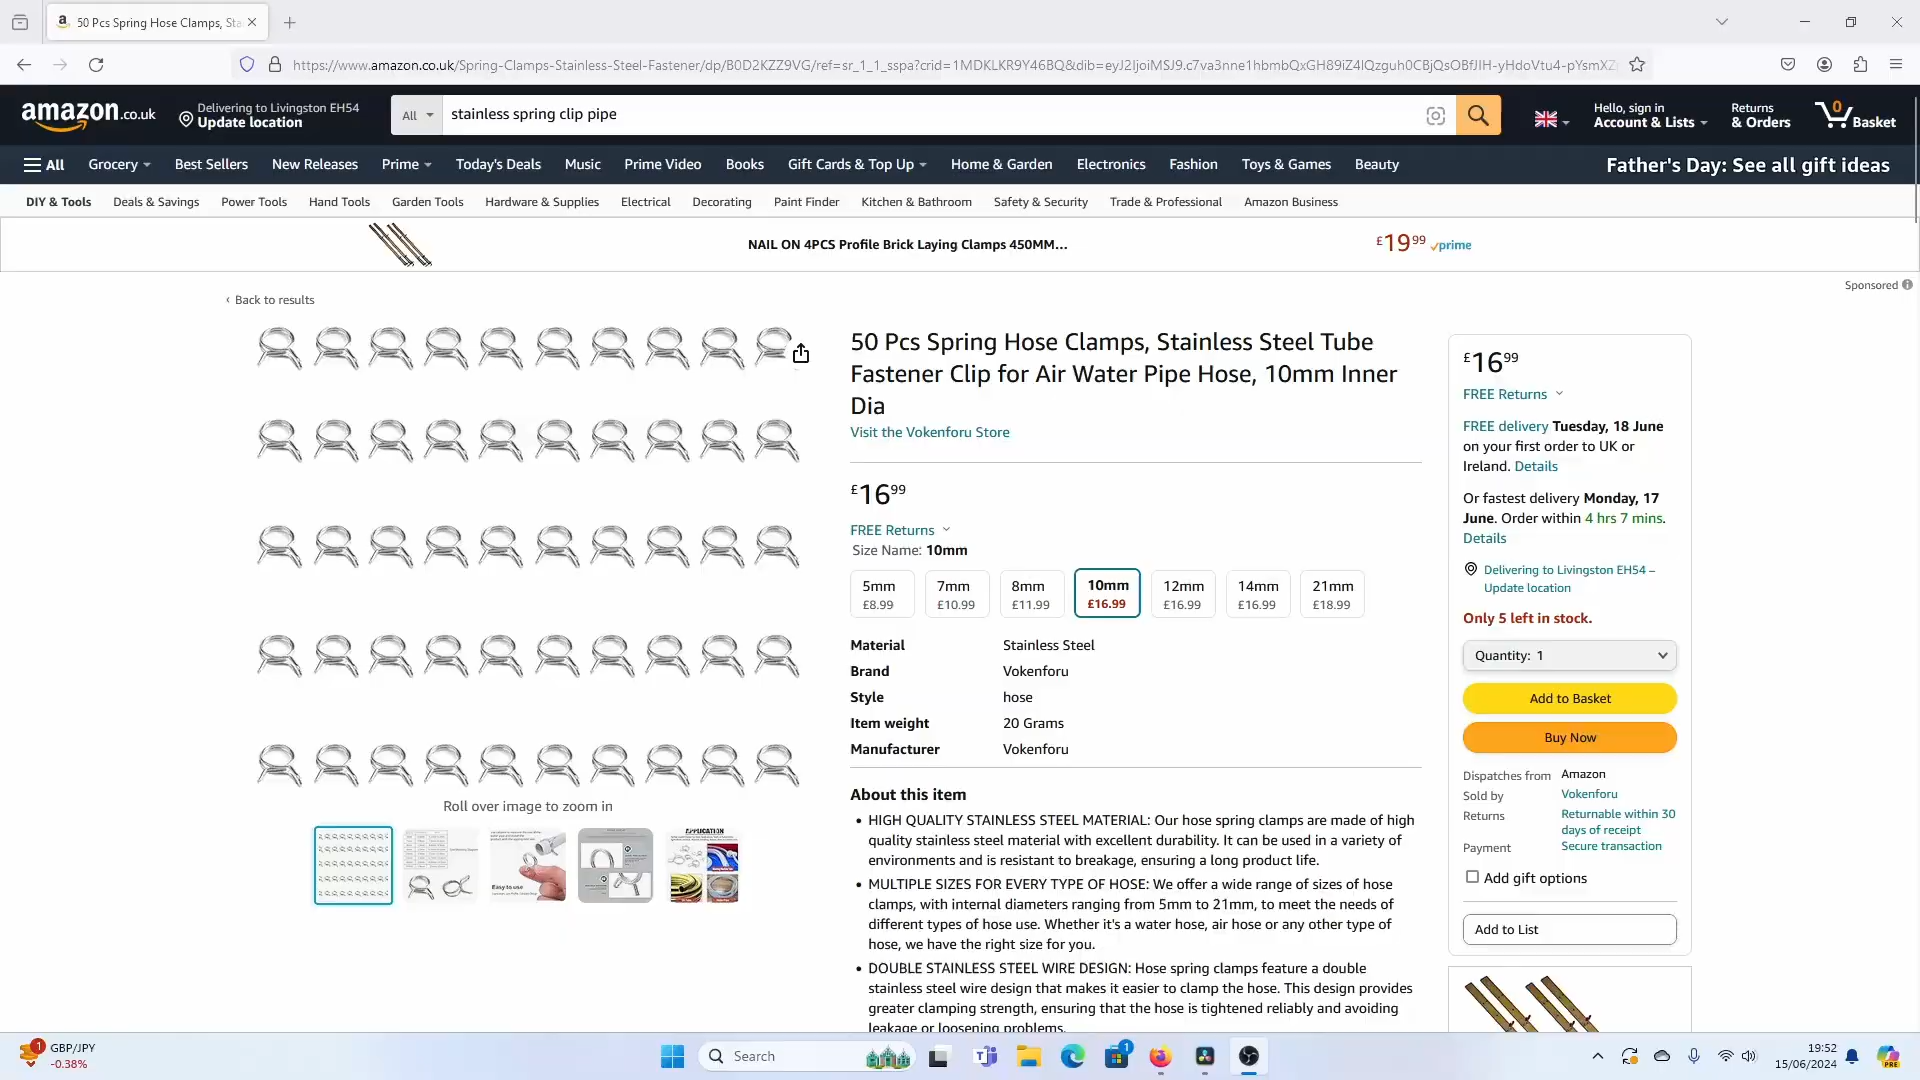 50 Pcs Spring Hose Clamps, Sta
https://www.amazon.co.uk/Spring-Clamps-Stainless-Steel-Fastener/dp/B0D2KZZ9VG/ref=sr_1_1_sspa?crid=1MDKLKR9Y46BQ&dib=eyJ2IjoiMSJ9.c7va3nne1hbmbQxGH89iZ4lQzguh0CBjQsOBfJIH-yHdoVtu4-pYsmXZ
amazon.co.uk
Delivering to Livingston EH54
Update location
All
stainless spring clip pipe
Hello, sign in
Account & Lists
Returns
& Orders
0
Basket
All Grocery Best Sellers New Releases Prime Today's Deals Music Prime Video Books Gift Cards & Top Up Home & Garden Electronics Fashion Toys & Games Beauty
Father's Day: See all gift ideas
DIY & Tools Deals & Savings Power Tools Hand Tools Garden Tools Hardware & Supplies Electrical Decorating Paint Finder Kitchen & Bathroom Safety & Security Trade & Professional Amazon Business
NAIL ON 4PCS Profile Brick Laying Clamps 450MM...
£19 99 prime
Sponsored
‹ Back to results
50 Pcs Spring Hose Clamps, Stainless Steel Tube
Fastener Clip for Air Water Pipe Hose, 10mm Inner
Dia
Visit the Vokenforu Store
£16 99
FREE Returns
Size Name: 10mm
5mm 7mm 8mm 10mm 12mm 14mm 21mm
£8.99 £10.99 £11.99 £16.99 £16.99 £16.99 £18.99
Material Stainless Steel
Brand Vokenforu
Style hose
Item weight 20 Grams
Manufacturer Vokenforu
About this item
• HIGH QUALITY STAINLESS STEEL MATERIAL: Our hose spring clamps are made of high
quality stainless steel material with excellent durability. It can be used in a variety of
environments and is resistant to breakage, ensuring a long product life.
• MULTIPLE SIZES FOR EVERY TYPE OF HOSE: We offer a wide range of sizes of hose
clamps, with internal diameters ranging from 5mm to 21mm, to meet the needs of
different types of hose use. Whether it's a water hose, air hose or any other type of
hose, we have the right size for you.
• DOUBLE STAINLESS STEEL WIRE DESIGN: Hose spring clamps feature a double
stainless steel wire design that makes it easier to clamp the hose. This design provides
greater clamping strength, ensuring that the hose is tightened reliably and avoiding
leakage or loosening problems.
Roll over image to zoom in
Easy to use
APPLICATION
£16 99
FREE Returns
FREE delivery Tuesday, 18 June
on your first order to UK or
Ireland. Details
Or fastest delivery Monday, 17
June. Order within 4 hrs 7 mins.
Details
Delivering to Livingston EH54 –
Update location
Only 5 left in stock.
Quantity: 1
Add to Basket
Buy Now
Dispatches from Amazon
Sold by Vokenforu
Returns Returnable within 30
days of receipt
Payment Secure transaction
Add gift options
Add to List
1
GBP/JPY
-0.38%
Search
1
19:52
15/06/2024
PRE